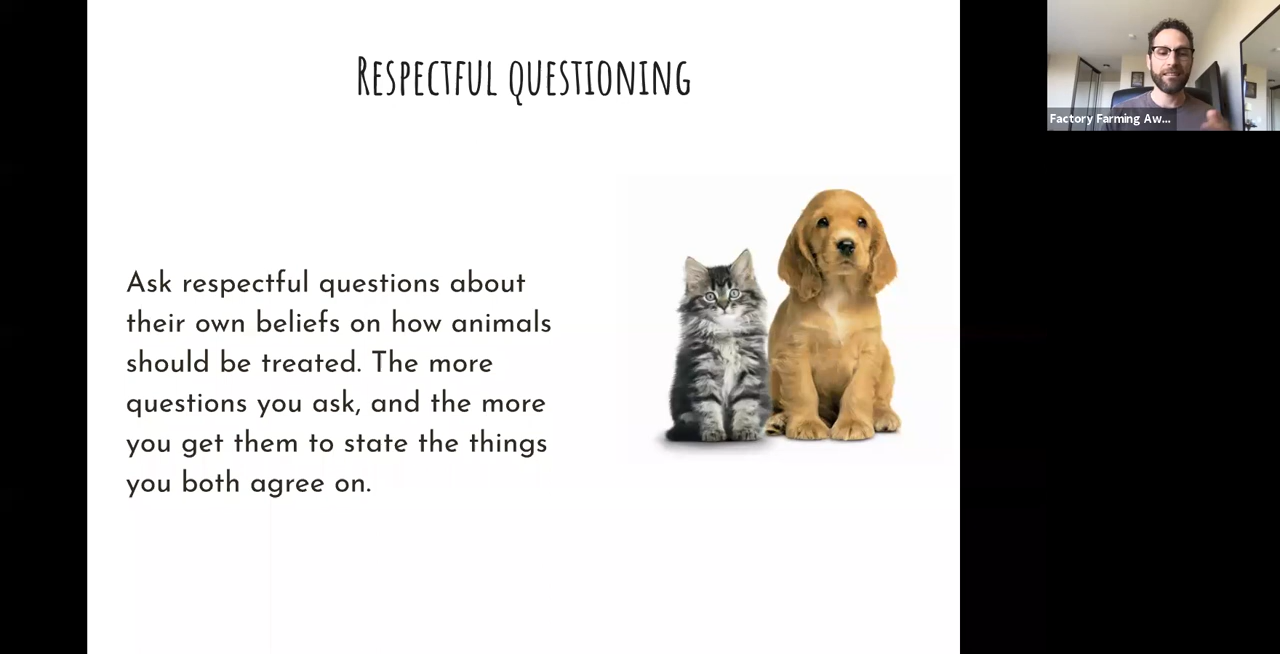 Respectful questioning
Ask respectful questions about
their own beliefs on how animals
should be treated. The more
questions you ask, and the more
you get them to state the things
you both agree on.
Factory Farming Aw...